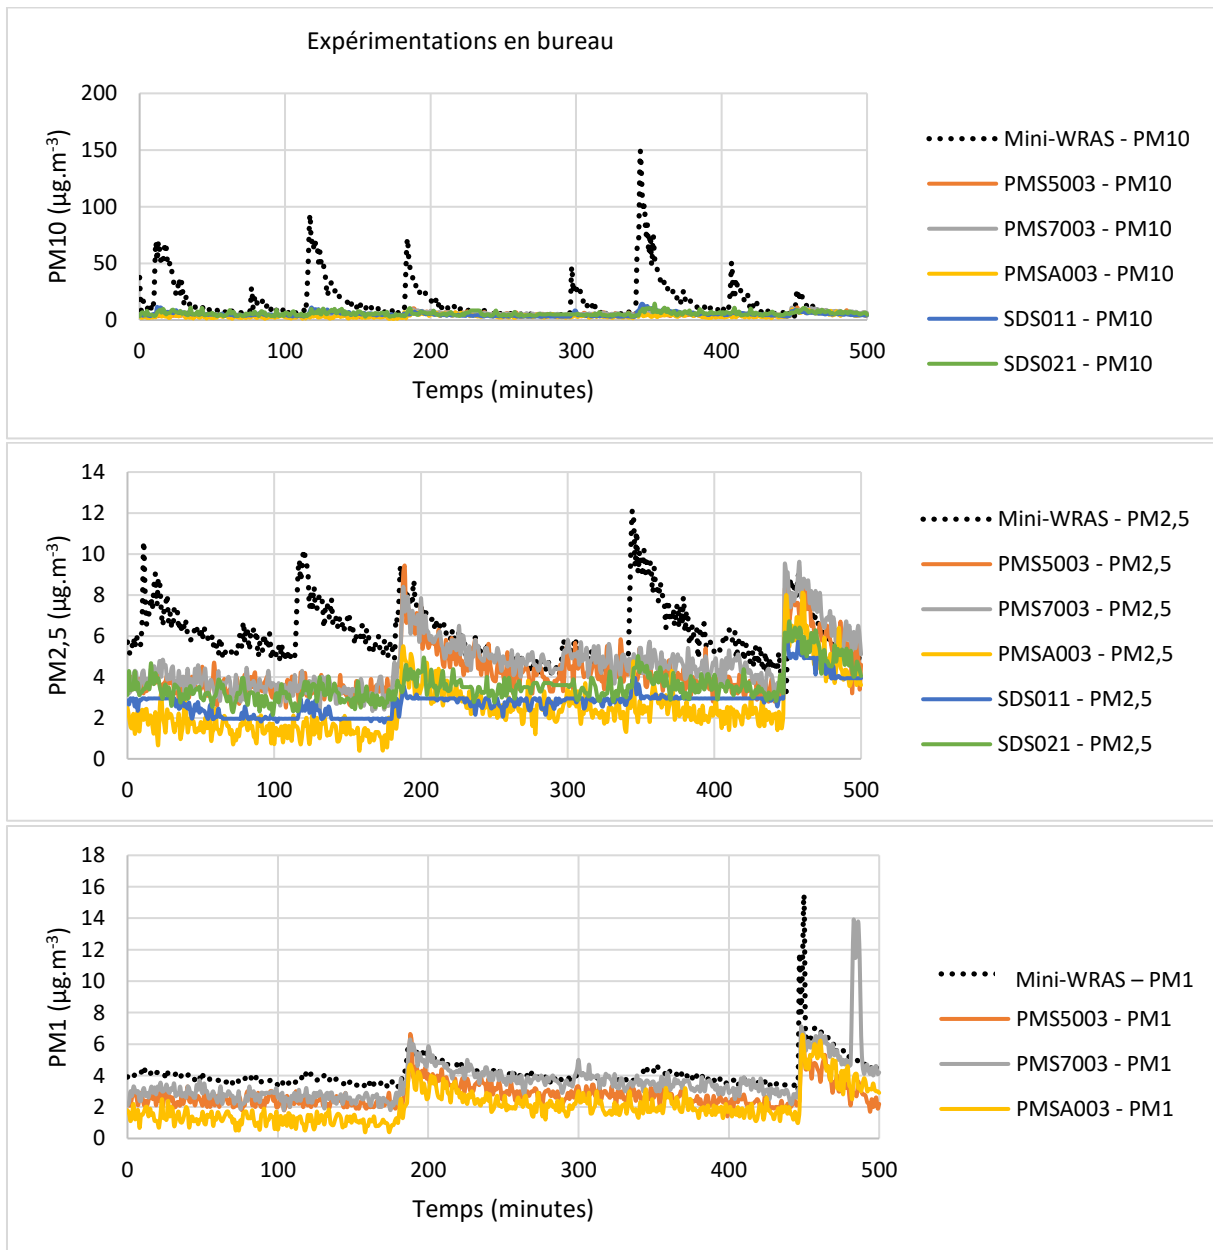 Expérimentations en bureau
PM10 (µg.m-3)
200
150
100
50
0
0 100 200 300 400 500
Temps (minutes)
Mini-WRAS - PM10
PMS5003 - PM10
PMS7003 - PM10
PMSA003 - PM10
SDS011 - PM10
SDS021 - PM10
PM2,5 (µg.m-3)
14
12
10
8
6
4
2
0
0 100 200 300 400 500
Mini-WRAS - PM2,5
PMS5003 - PM2,5
PMS7003 - PM2,5
PMSA003 - PM2,5
SDS011 - PM2,5
SDS021 - PM2,5
PM1 (µg.m-3)
18
16
14
12
10
8
6
4
2
0
0 100 200 300 400 500
Temps (minutes)
Mini-WRAS – PM1
PMS5003 - PM1
PMS7003 - PM1
PMSA003 - PM1